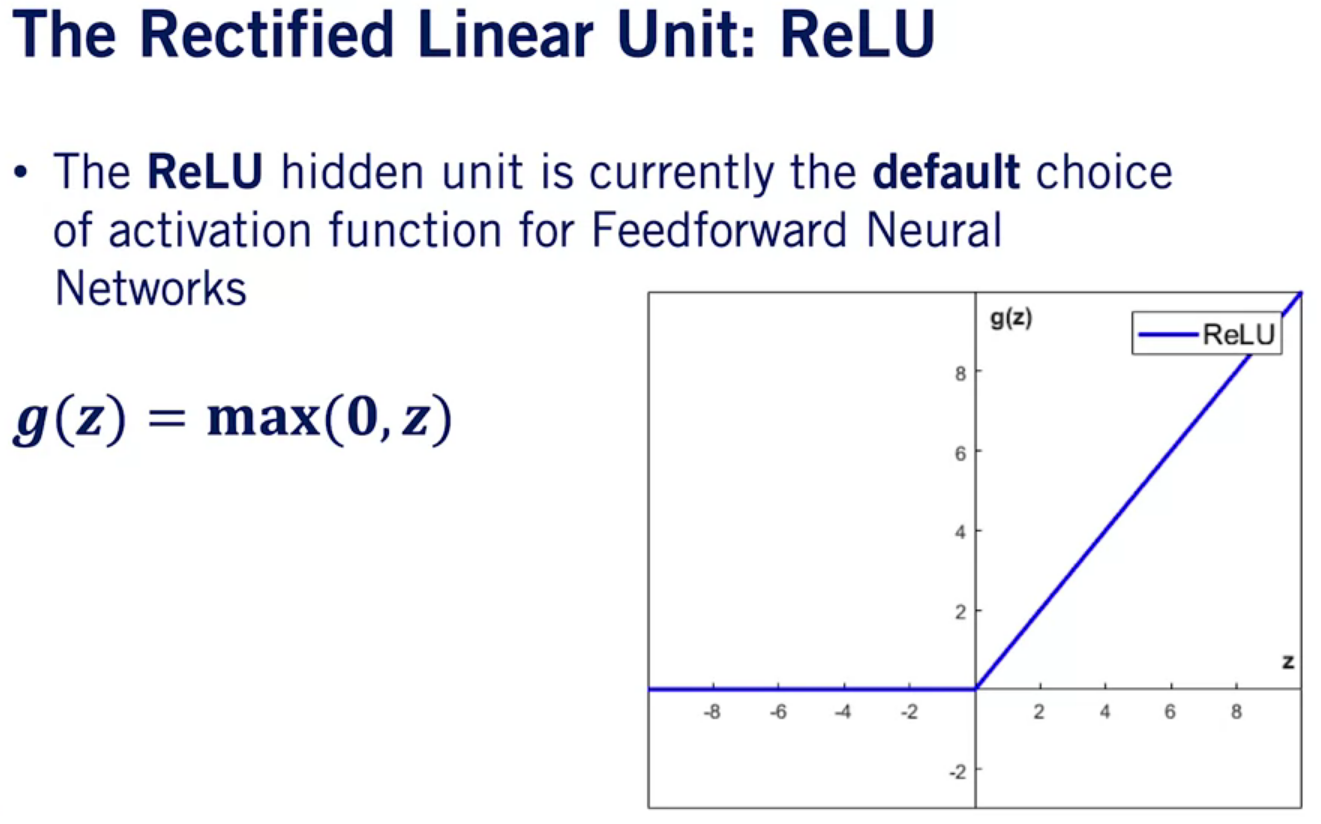 The Rectified Linear Unit: ReLU
• The ReLU hidden unit is currently the default choice
of activation function for Feedforward Neural
Networks
g(z) = max(0, z)
g(z)
ReLU
8
6
4
2
z
-8 -6 -4 -2 2 4 6 8
-2